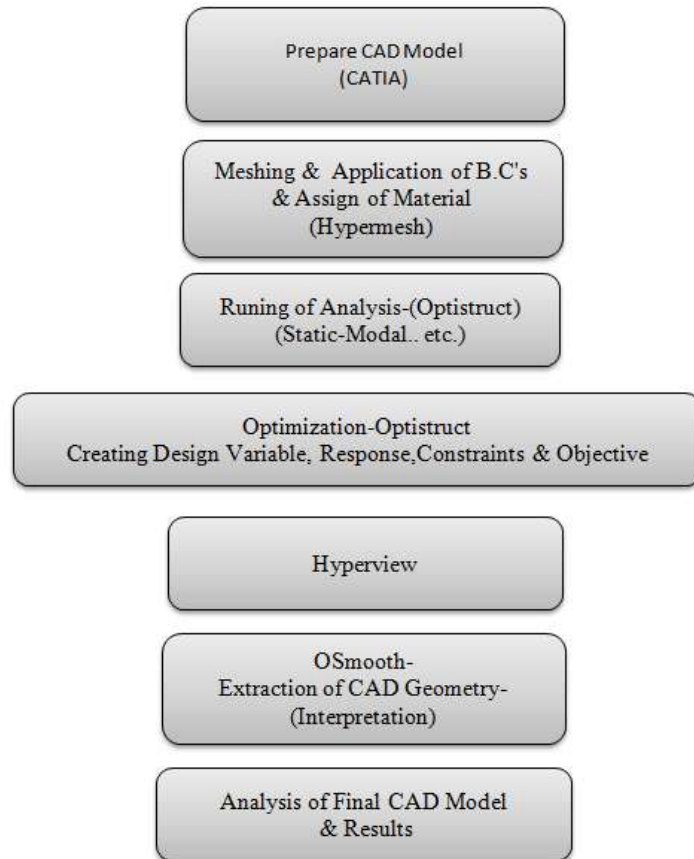 Prepare CAD Model
(CATIA)
Meshing & Application of B.C's
& Assign of Material
(Hypermesh)
Runing of Analysis-(Optistruct)
(Static-Modal.. etc.)
Optimization-Optistruct
Creating Design Variable, Response,Constraints & Objective
Hyperview
OSmooth-
Extraction of CAD Geometry-
(Interpretation)
Analysis of Final CAD Model
& Results